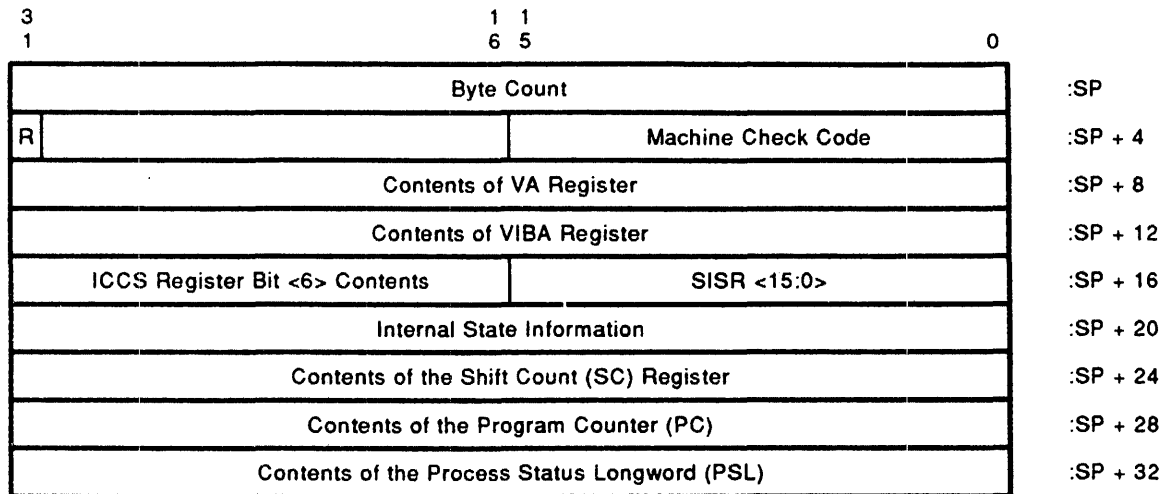 3 1 1
1 6 5 0
Byte Count :SP
R Machine Check Code :SP + 4
Contents of VA Register :SP + 8
Contents of VIBA Register :SP + 12
ICCS Register Bit <6> Contents SISR <15:0> :SP + 16
Internal State Information :SP + 20
Contents of the Shift Count (SC) Register :SP + 24
Contents of the Program Counter (PC) :SP + 28
Contents of the Process Status Longword (PSL) :SP + 32